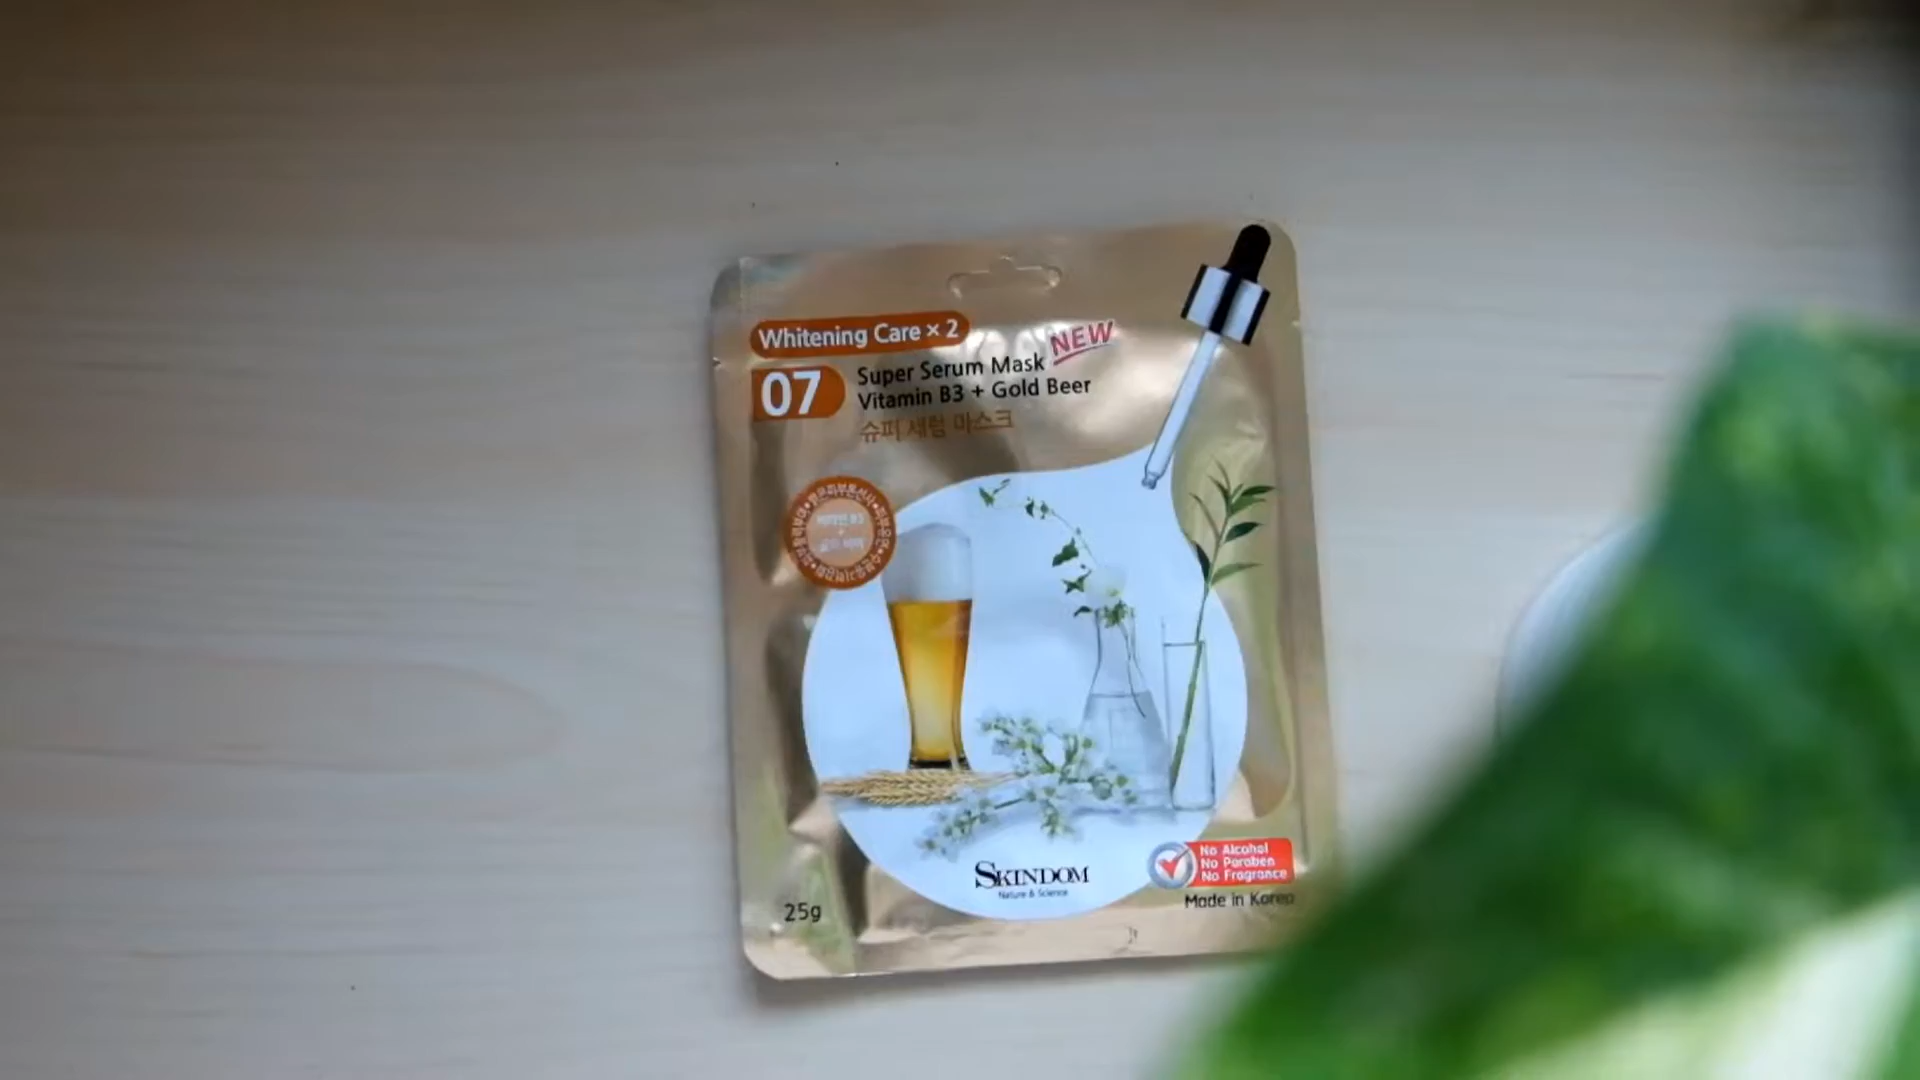 Whitening Care × 2
07
Super Serum Mask NEW
Vitamin B3 + Gold Beer
슈퍼 세럼 마스크
SKINDOM
Nature & Science
No Alcohol
No Paraben
No Fragrance
25g
Made in Korea